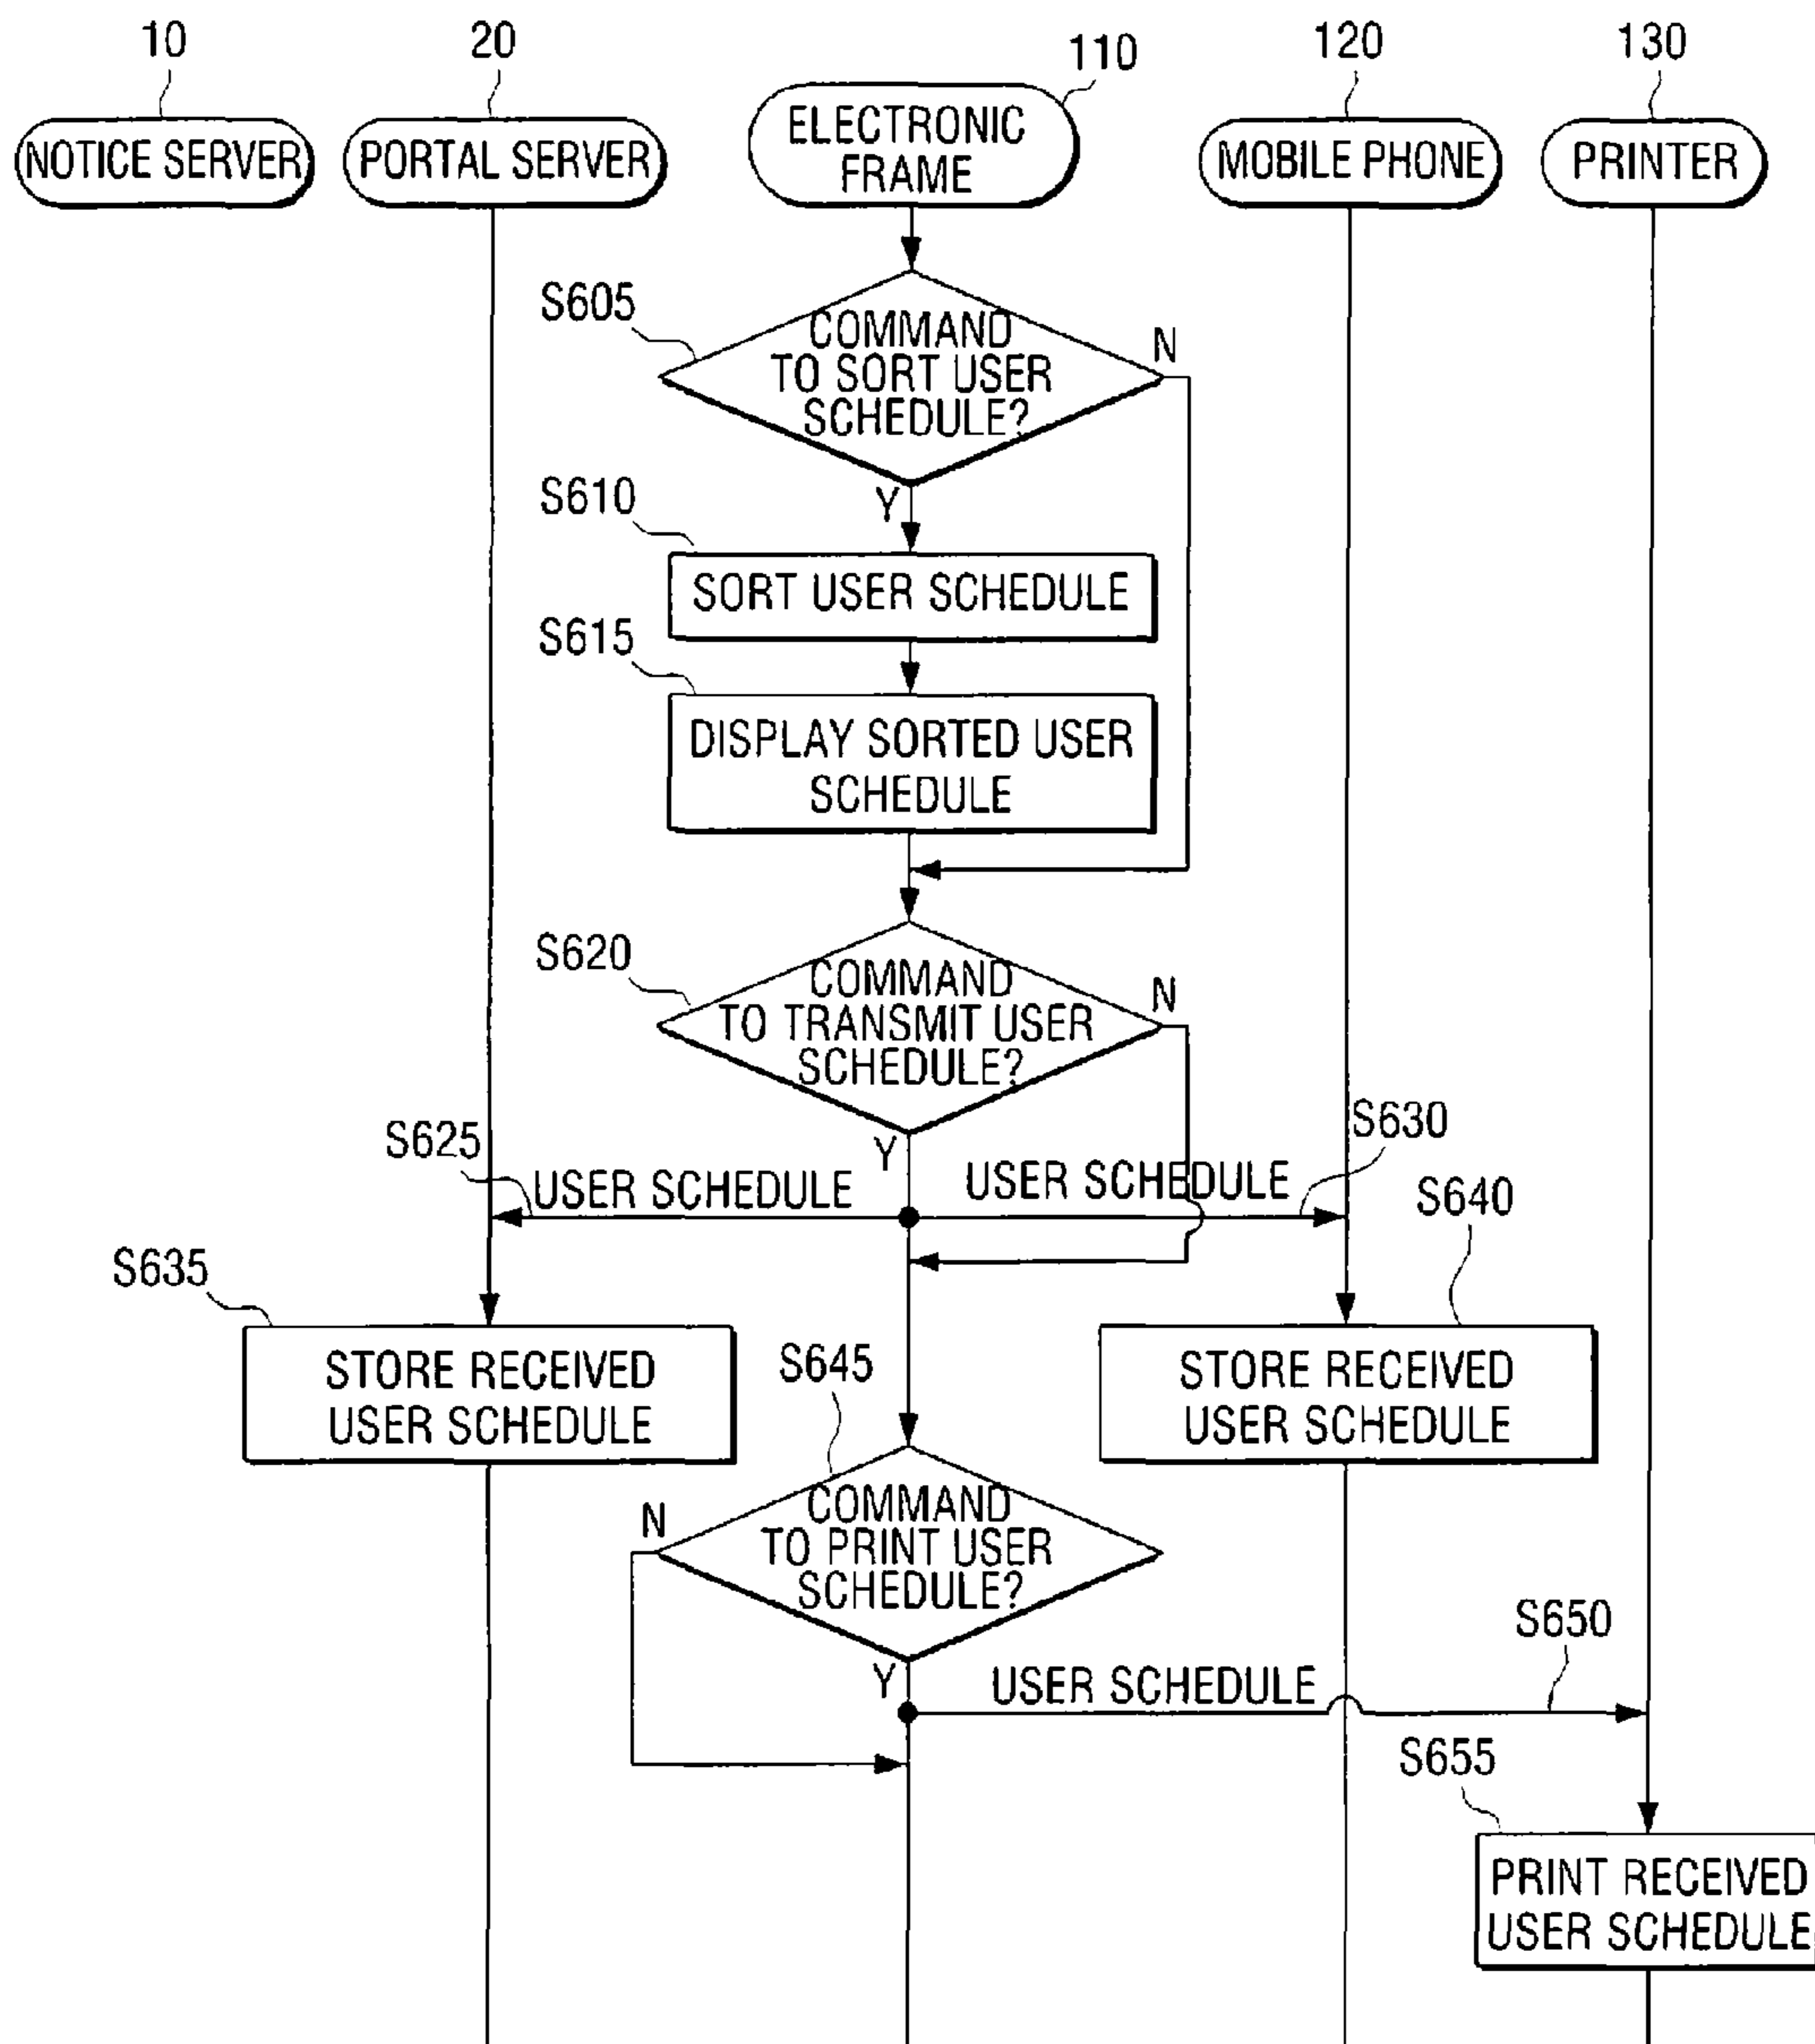 10
20
110
120
130
NOTICE SERVER
PORTAL SERVER
ELECTRONIC
FRAME
MOBILE PHONE
PRINTER
S605
COMMAND
TO SORT USER
SCHEDULE?
N
Y
S610
SORT USER SCHEDULE
S615
DISPLAY SORTED USER
SCHEDULE
S620
COMMAND
TO TRANSMIT USER
SCHEDULE?
N
Y
S625
USER SCHEDULE
USER SCHEDULE
S630
S635
STORE RECEIVED
USER SCHEDULE
S640
STORE RECEIVED
USER SCHEDULE
S645
COMMAND
TO PRINT USER
SCHEDULE?
N
Y
USER SCHEDULE
S650
S655
PRINT RECEIVED
USER SCHEDULE